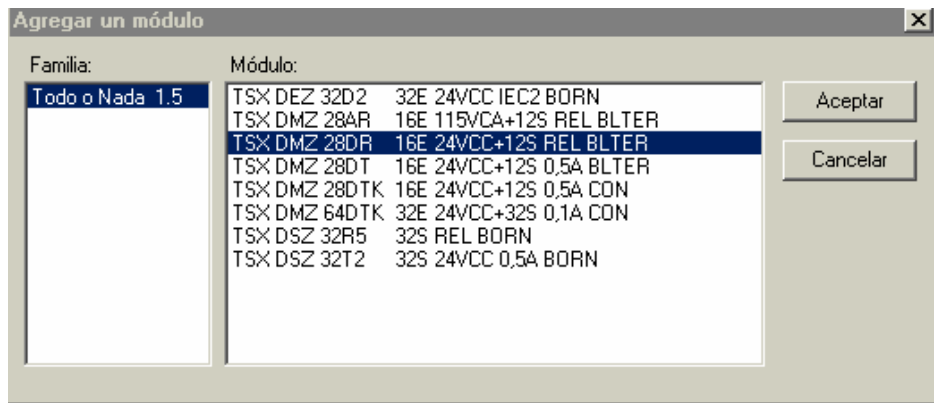 Agregar un módulo
Familia:
Módulo:
Todo o Nada 1.5
TSX DEZ 32D2 32E 24VCC IEC2 BORN
TSX DMZ 28AR 16E 115VCA+12S REL BLTER
TSX DMZ 28DR 16E 24VCC+12S REL BLTER
TSX DMZ 28DT 16E 24VCC+12S 0,5A BLTER
TSX DMZ 28DTK 16E 24VCC+12S 0,5A CON
TSX DMZ 64DTK 32E 24VCC+32S 0,1A CON
TSX DSZ 32R5 32S REL BORN
TSX DSZ 32T2 32S 24VCC 0,5A BORN
Aceptar
Cancelar